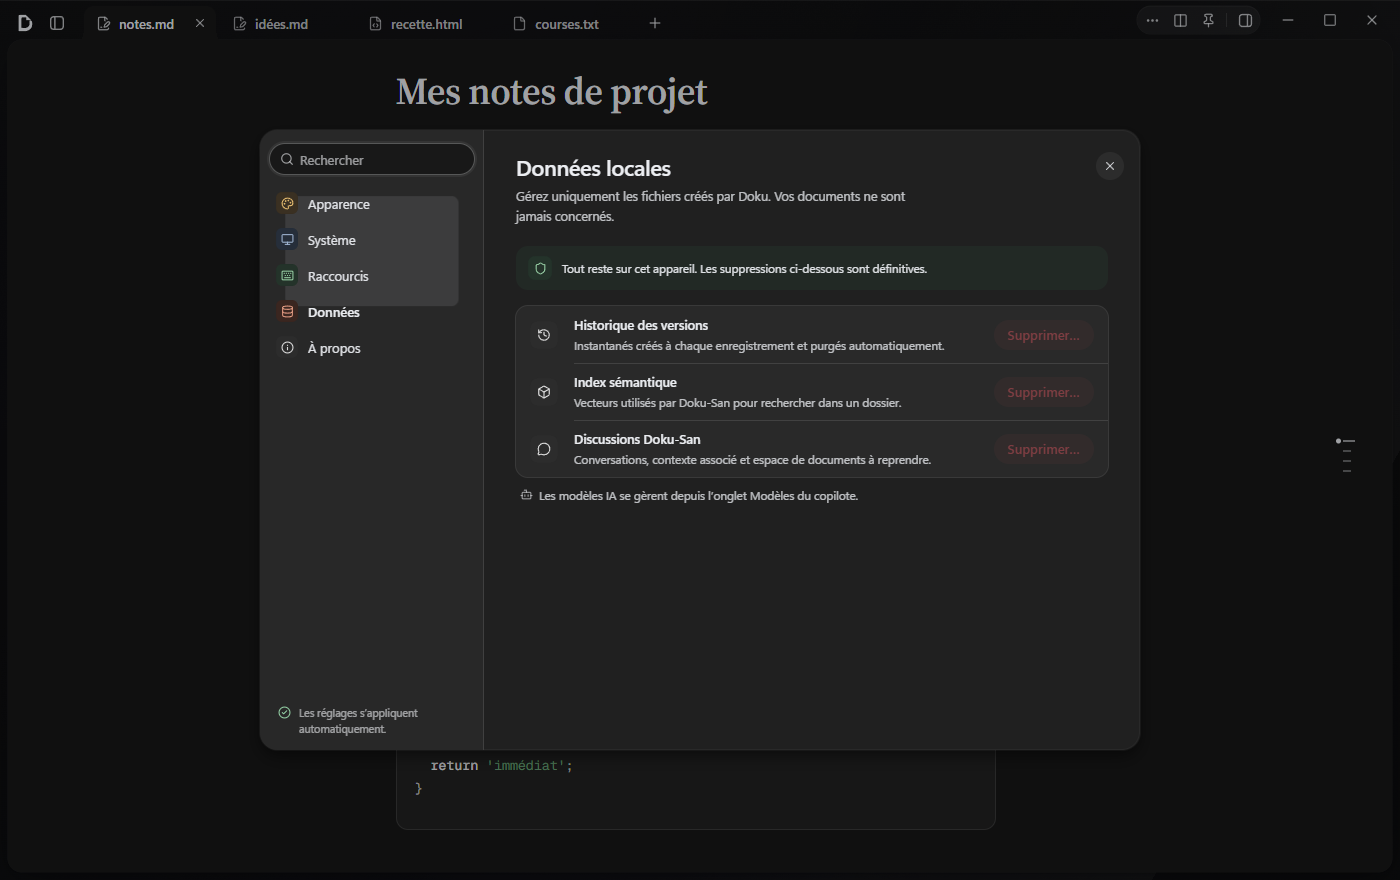 notes.md
idées.md
recette.html
courses.txt
Mes notes de projet
Rechercher
Apparence
Système
Raccourcis
Données
À propos
Les réglages s'appliquent
automatiquement.
Données locales
Gérez uniquement les fichiers créés par Doku. Vos documents ne sont
jamais concernés.
Tout reste sur cet appareil. Les suppressions ci-dessous sont définitives.
Historique des versions
Instantanés créés à chaque enregistrement et purgés automatiquement.
Supprimer...
Index sémantique
Vecteurs utilisés par Doku-San pour rechercher dans un dossier.
Supprimer...
Discussions Doku-San
Conversations, contexte associé et espace de documents à reprendre.
Supprimer...
Les modèles IA se gèrent depuis l'onglet Modèles du copilote.
return 'immédiat';
}